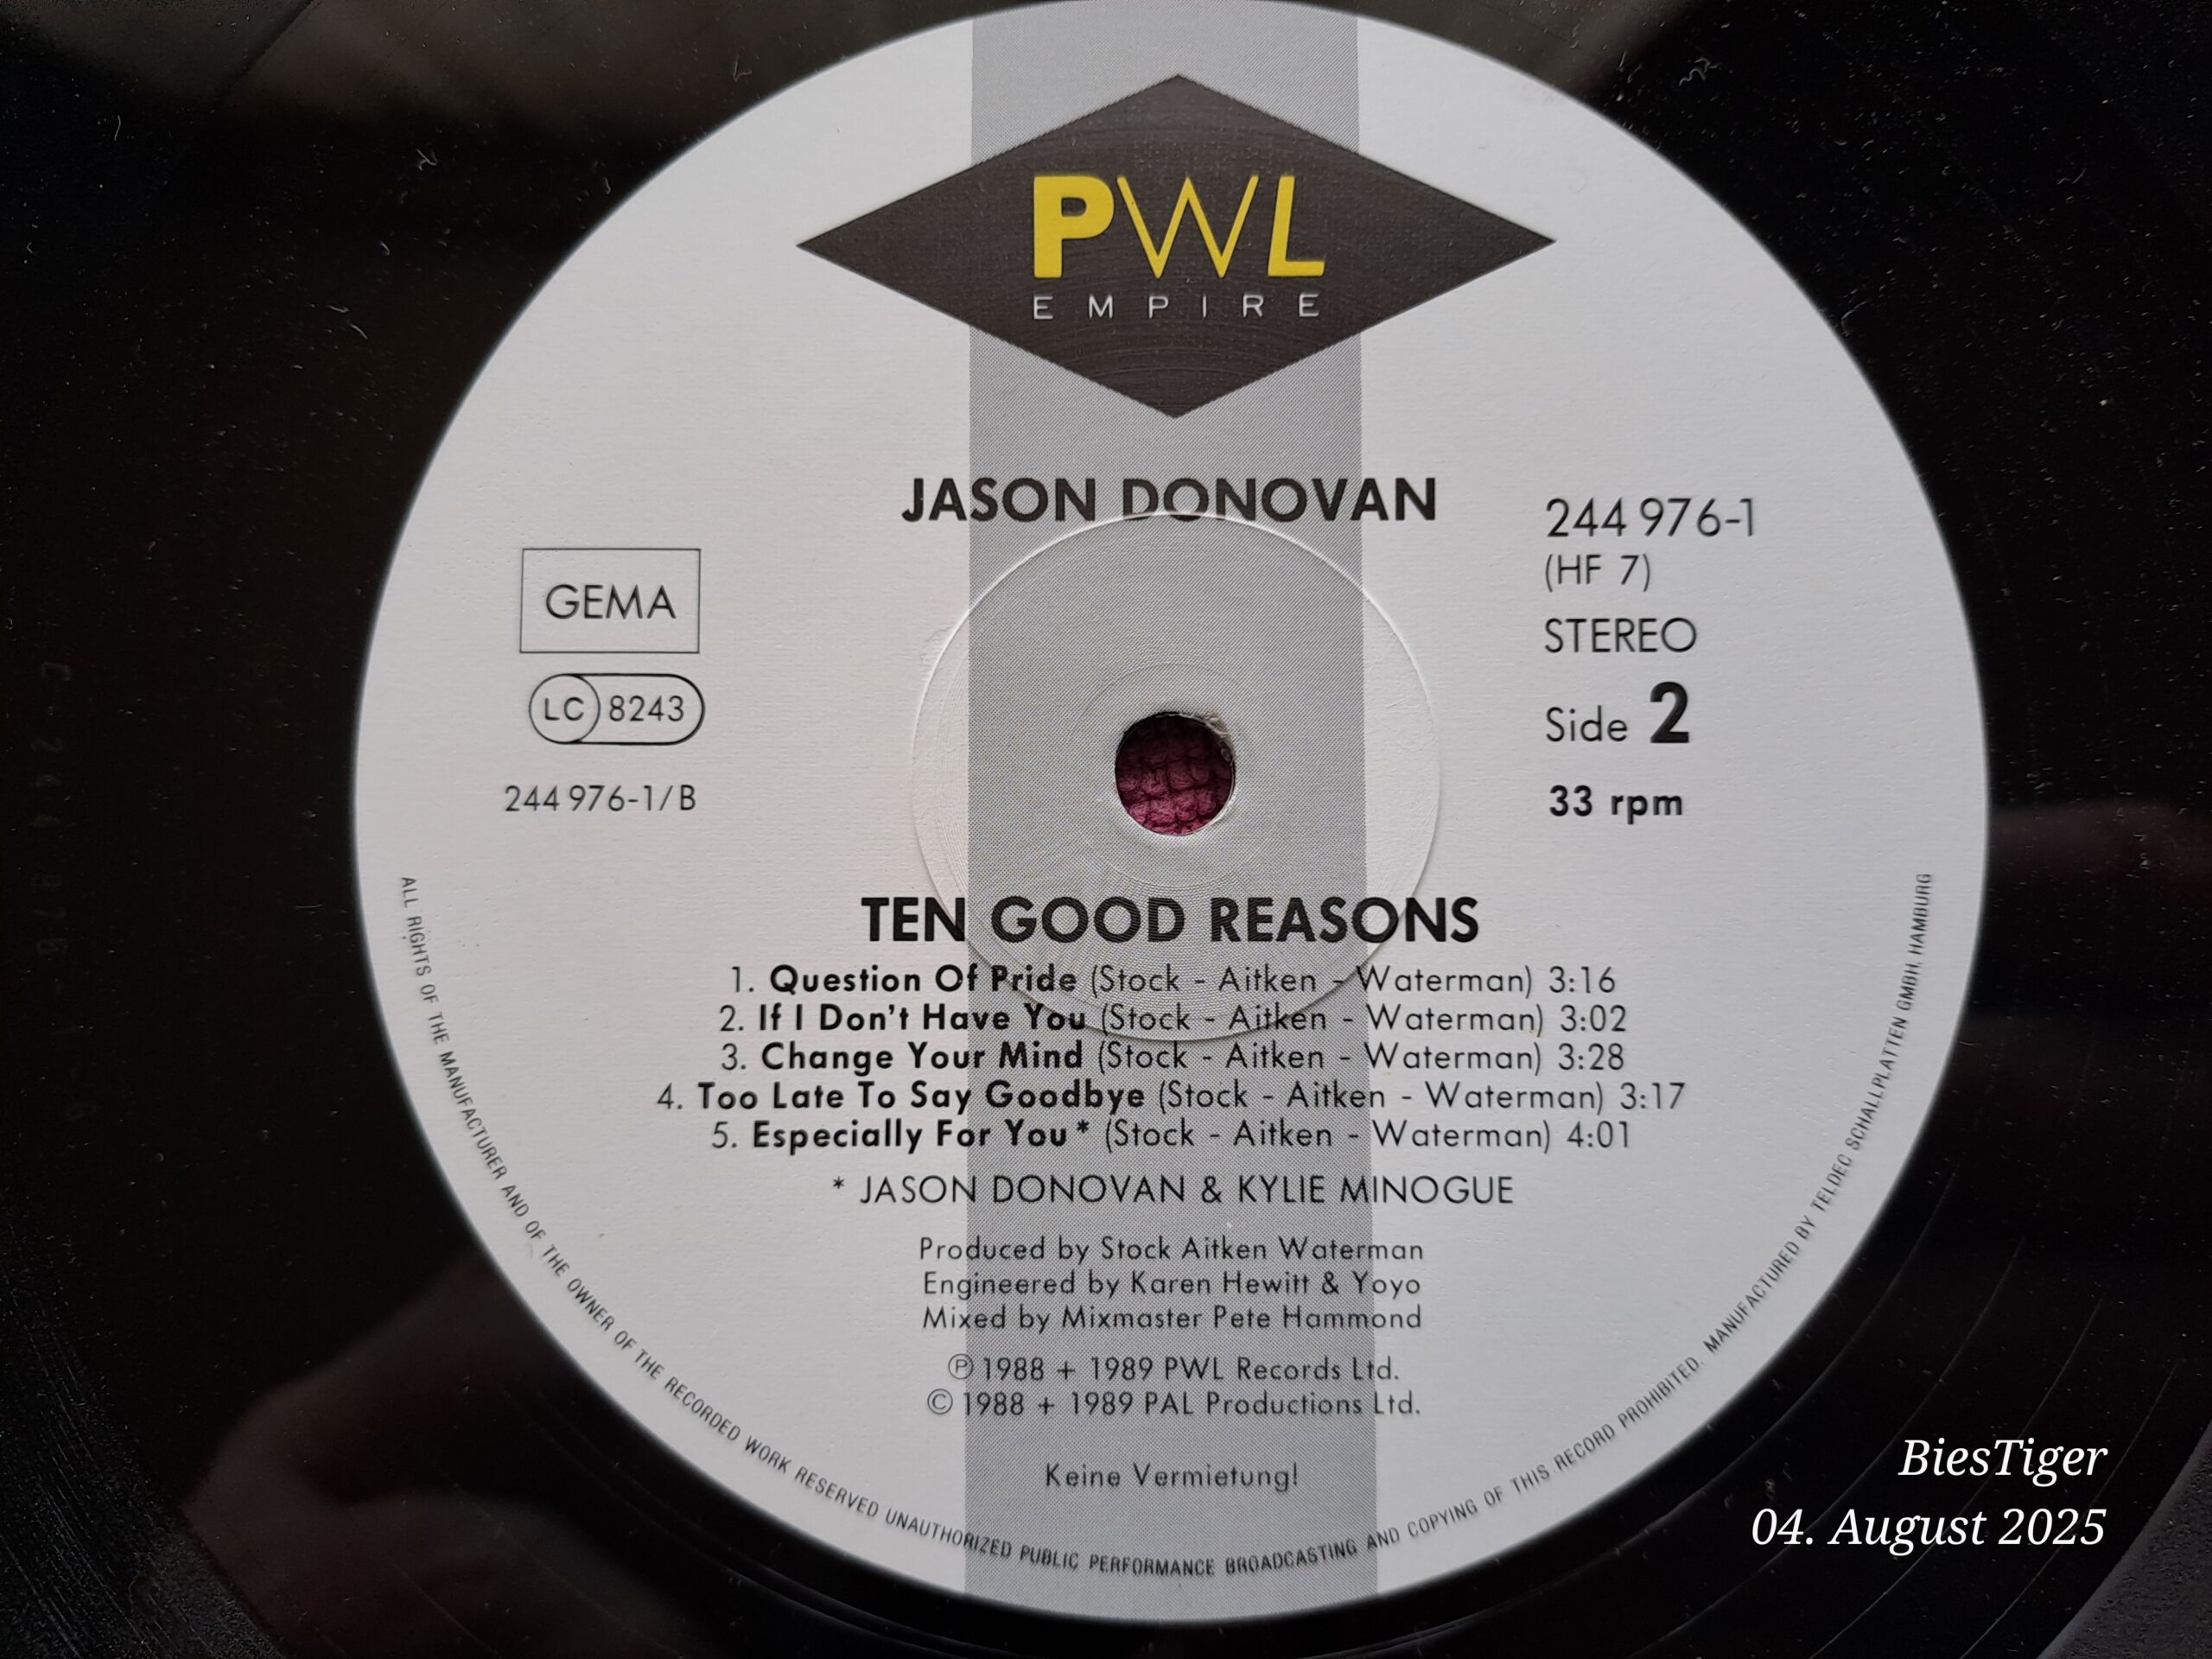 PWL
EMPIRE
JASON DONOVAN
244 976-1
(HF 7)
STEREO
Side 2
33 rpm
GEMA
LC 8243
244 976-1/B
TEN GOOD REASONS
1. Question Of Pride (Stock - Aitken - Waterman) 3:16
2. If I Don't Have You (Stock - Aitken - Waterman) 3:02
3. Change Your Mind (Stock - Aitken - Waterman) 3:28
4. Too Late To Say Goodbye (Stock - Aitken - Waterman) 3:17
5. Especially For You* (Stock - Aitken - Waterman) 4:01
* JASON DONOVAN & KYLIE MINOGUE
Produced by Stock Aitken Waterman
Engineered by Karen Hewitt & Yoyo
Mixed by Mixmaster Pete Hammond
Ⓟ 1988 + 1989 PWL Records Ltd.
© 1988 + 1989 PAL Productions Ltd.
Keine Vermietung!
ALL RIGHTS OF THE MANUFACTURER AND OF THE OWNER OF THE RECORDED WORK RESERVED UNAUTHORIZED PUBLIC PERFORMANCE BROADCASTING AND COPYING OF THIS RECORD PROHIBITED. MANUFACTURED BY TELDEC SCHALLPLATTEN GMBH, HAMBURG
BiesTiger
04. August 2025